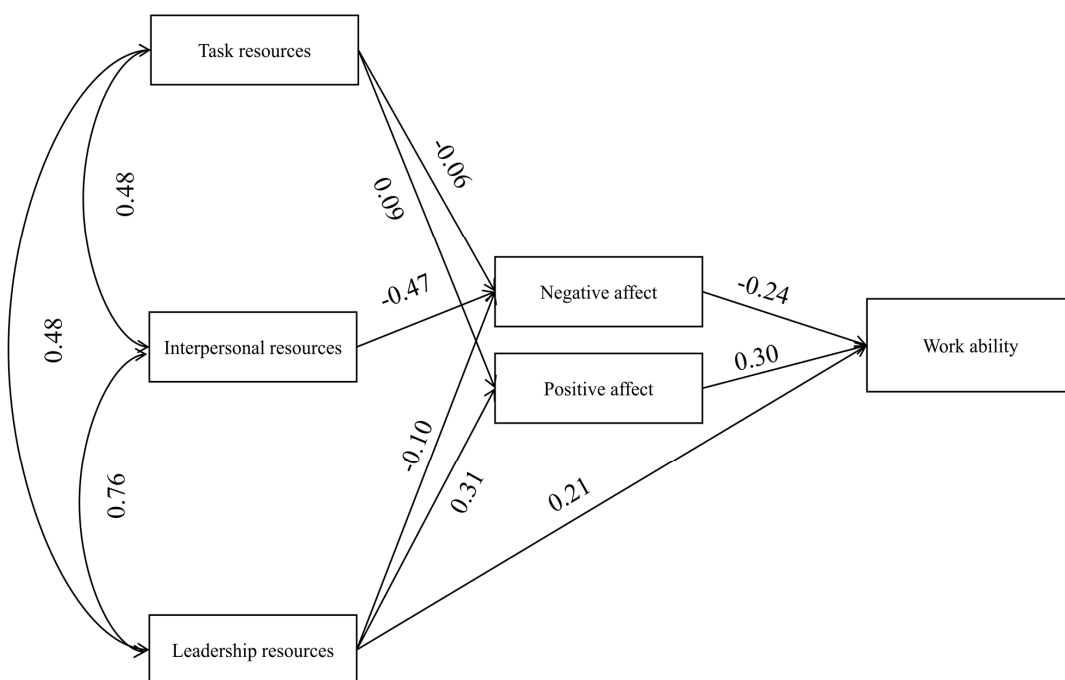 Task resources
-0.06
0.48
0.09
-0.47
Negative affect
-0.24
0.48
Interpersonal resources
Work ability
0.30
Positive affect
-0.10
0.76
0.31
0.21
Leadership resources